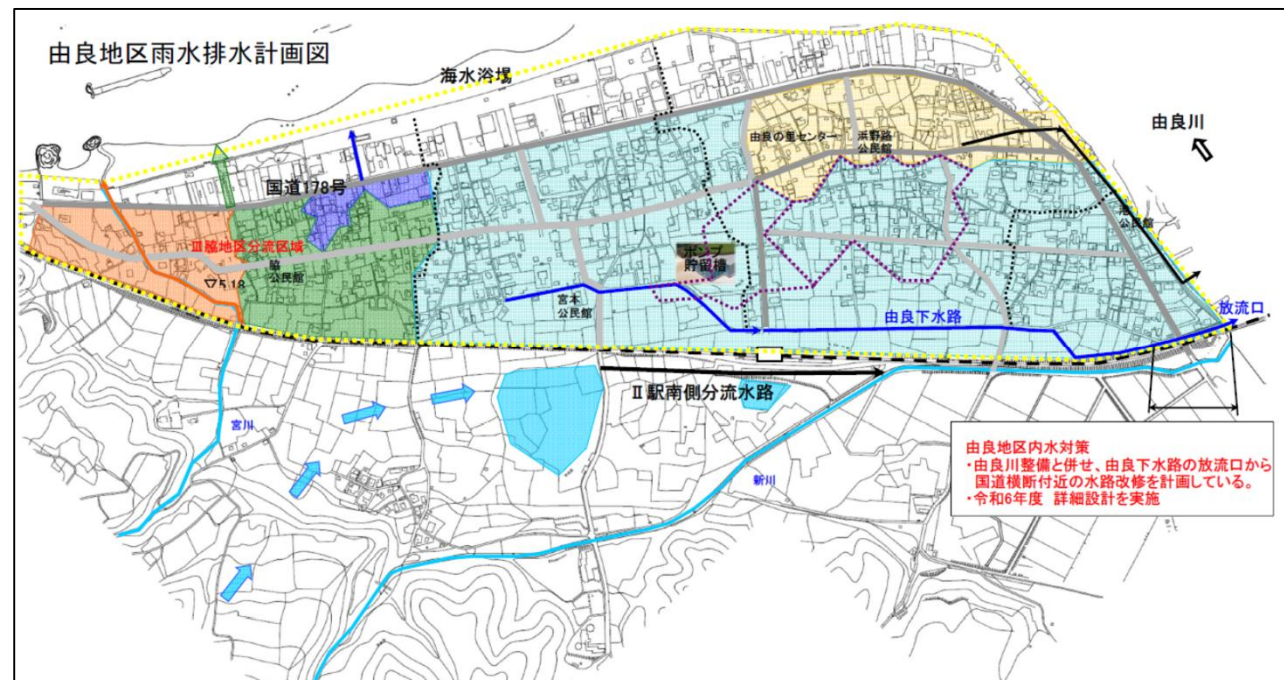 由良地区雨水排水計画図
海水浴場
由良川
由良の里センター
浜野路
公民館
国道178号
公民館
Ⅲ脇地区分流区域
脇
公民館
▽5.18
ポンプ
貯留槽
宮本
公民館
由良下水路
放流口
Ⅱ駅南側分流水路
宮川
新川
由良地区内水対策
・由良川整備と併せ、由良下水路の放流口から
国道横断付近の水路改修を計画している。
・令和6年度 詳細設計を実施